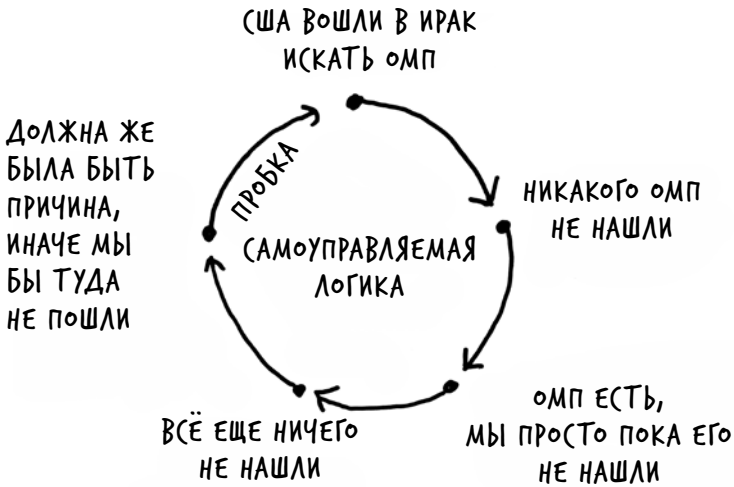 США ВОШЛИ В ИРАК
ИСКАТЬ ОМП
НИКАКОГО ОМП
НЕ НАШЛИ
ОМП ЕСТЬ,
МЫ ПРОСТО ПОКА ЕГО
НЕ НАШЛИ
ВСЁ ЕЩЕ НИЧЕГО
НЕ НАШЛИ
ДОЛЖНА ЖЕ
БЫЛА БЫТЬ
ПРИЧИНА,
ИНАЧЕ МЫ
БЫ ТУДА
НЕ ПОШЛИ
ПРОБКА
САМОУПРАВЛЯЕМАЯ
ЛОГИКА